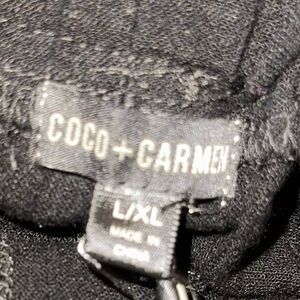 COCO + CARMEN
L/XL
MADE IN
CHINA